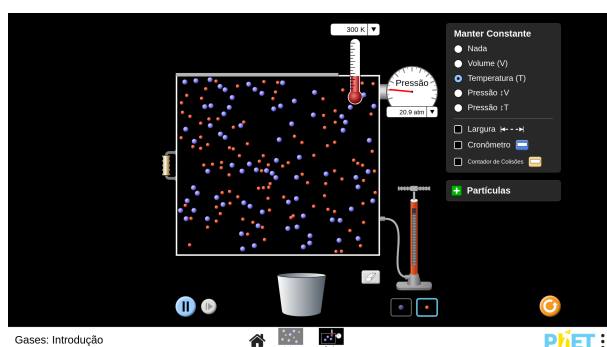 300 K
Pressão
20.9 atm
Manter Constante
Nada
Volume (V)
Temperatura (T)
Pressão ↕V
Pressão ↕T
Largura
Cronômetro
Contador de Colisões
Partículas
Gases: Introdução
PhET